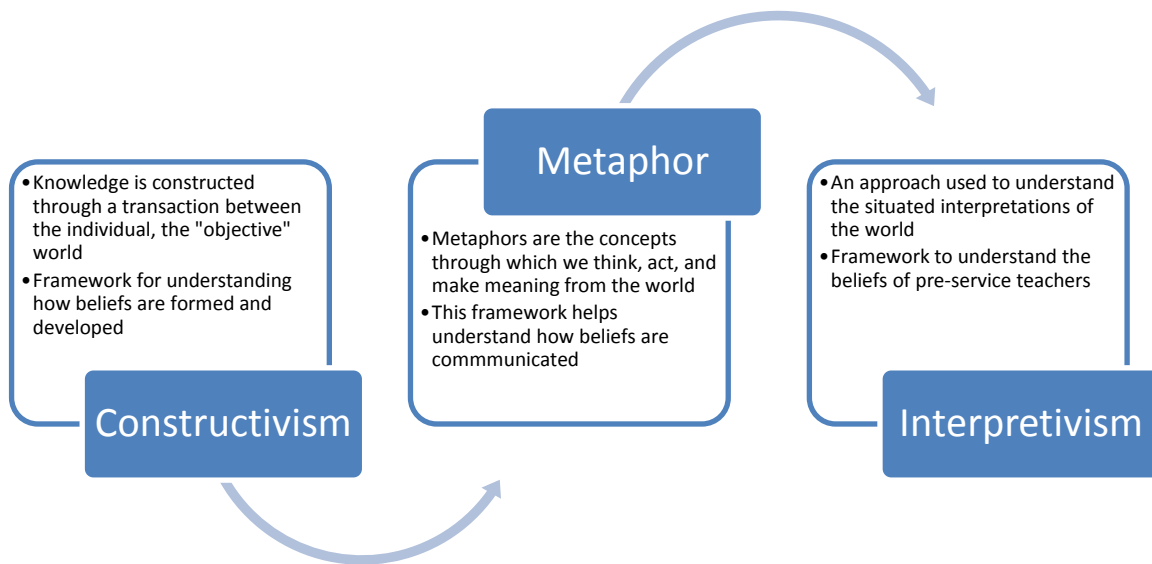 •Knowledge is constructed
through a transaction between
the individual, the "objective"
world
•Framework for understanding
how beliefs are formed and
developed
Constructivism
Metaphor
•Metaphors are the concepts
through which we think, act, and
make meaning from the world
•This framework helps
understand how beliefs are
commmunicated
•An approach used to understand
the situated interpretations of
the world
•Framework to understand the
beliefs of pre-service teachers
Interpretivism